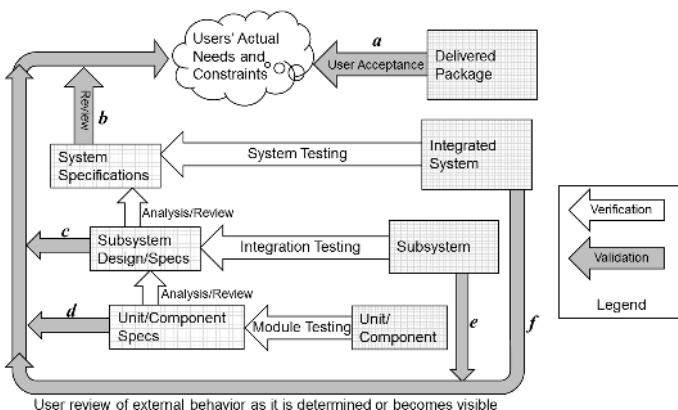 Users' Actual
Needs and
Constraints
a
User Acceptance
Delivered
Package
Review
b
System
Specifications
System Testing
Integrated
System
Analysis/Review
c
Subsystem
Design/Specs
Integration Testing
Subsystem
Analysis/Review
d
Unit/Component
Specs
Module Testing
Unit/
Component
e
f
Verification
Validation
Legend
User review of external behavior as it is determined or becomes visible